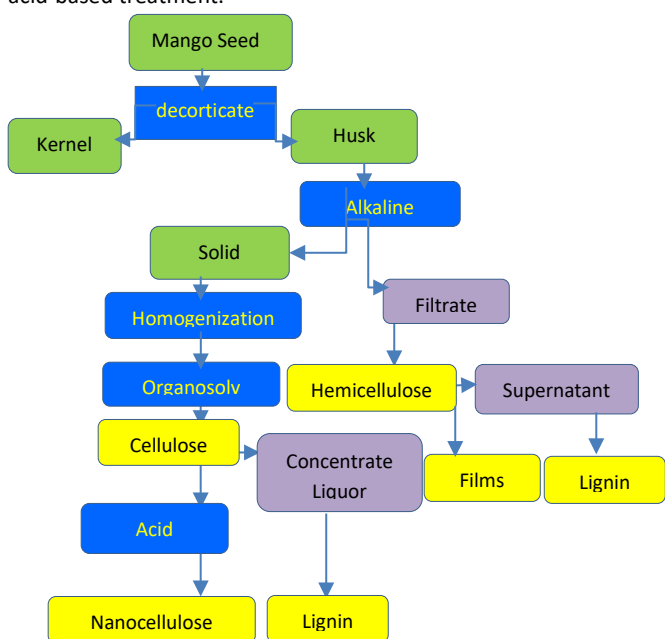 acid-based treatment.
Mango Seed
decorticate
Kernel
Husk
Alkaline
Solid
Filtrate
Homogenization
Organosolv
Hemicellulose
Supernatant
Cellulose
Concentrate
Liquor
Films
Lignin
Acid
Nanocellulose
Lignin